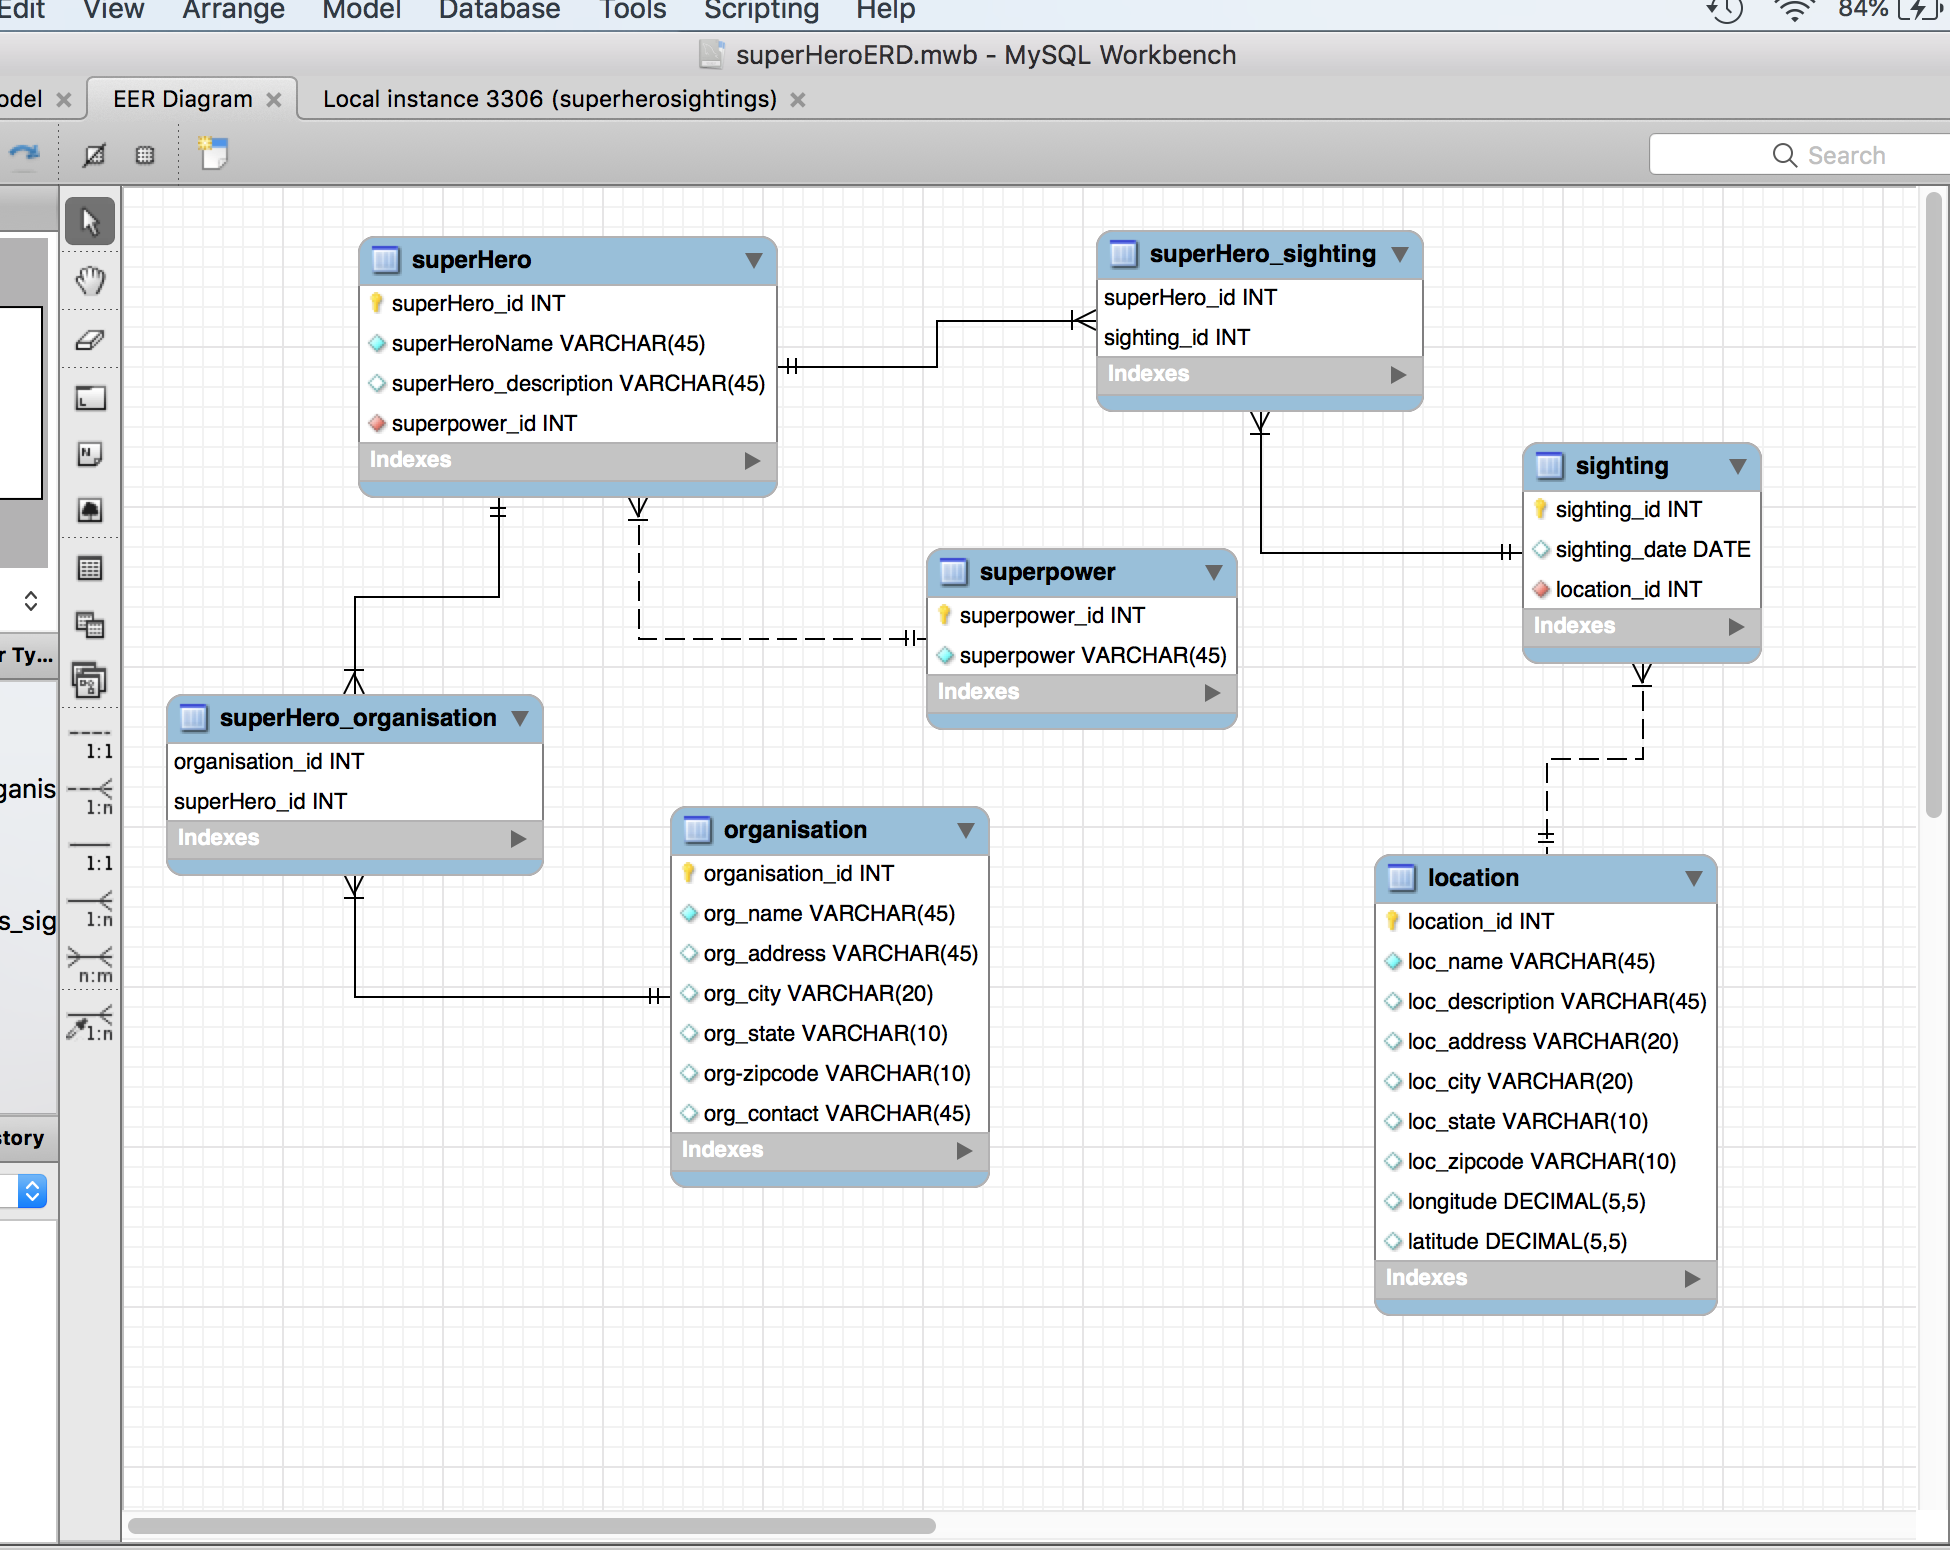 Edit View Arrange Model Database Tools Scripting Help 84%
superHeroERD.mwb - MySQL Workbench
odel EER Diagram Local instance 3306 (superherosightings)
Search
superHero
superHero_id INT
superHeroName VARCHAR(45)
superHero_description VARCHAR(45)
superpower_id INT
Indexes
superHero_sighting
superHero_id INT
sighting_id INT
Indexes
sighting
sighting_id INT
sighting_date DATE
location_id INT
Indexes
superpower
superpower_id INT
superpower VARCHAR(45)
Indexes
superHero_organisation
organisation_id INT
superHero_id INT
Indexes
organisation
organisation_id INT
org_name VARCHAR(45)
org_address VARCHAR(45)
org_city VARCHAR(20)
org_state VARCHAR(10)
org-zipcode VARCHAR(10)
org_contact VARCHAR(45)
Indexes
location
location_id INT
loc_name VARCHAR(45)
loc_description VARCHAR(45)
loc_address VARCHAR(20)
loc_city VARCHAR(20)
loc_state VARCHAR(10)
loc_zipcode VARCHAR(10)
longitude DECIMAL(5,5)
latitude DECIMAL(5,5)
Indexes
r Ty...
ganis
s_sig
story
1:1
1:n
1:1
1:n
n:m
1:n